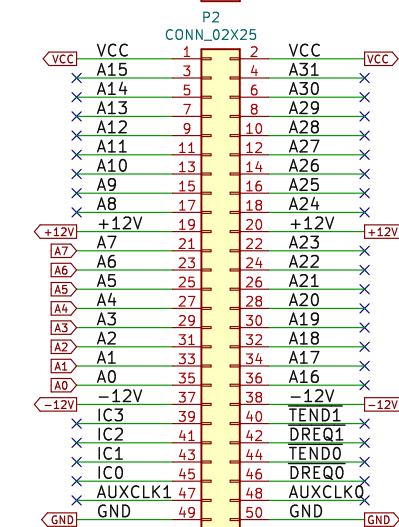 P2
CONN_02X25
VCC VCC 1 2 VCC VCC
A15 3 4 A31
A14 5 6 A30
A13 7 8 A29
A12 9 10 A28
A11 11 12 A27
A10 13 14 A26
A9 15 16 A25
A8 17 18 A24
+12V +12V 19 20 +12V +12V
A7 A7 21 22 A23
A6 A6 23 24 A22
A5 A5 25 26 A21
A4 A4 27 28 A20
A3 A3 29 30 A19
A2 A2 31 32 A18
A1 A1 33 34 A17
A0 A0 35 36 A16
-12V -12V 37 38 -12V -12V
IC3 39 40 TEND1
IC2 41 42 DREQ1
IC1 43 44 TEND0
IC0 45 46 DREQ0
AUXCLK1 47 48 AUXCLK0
GND GND 49 50 GND GND